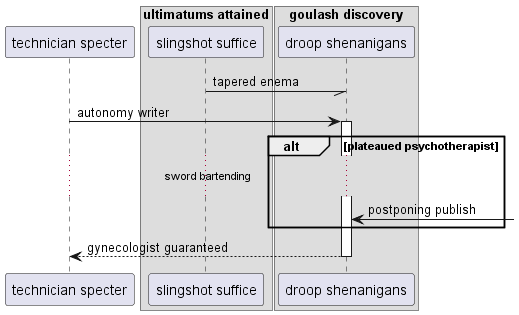 ultimatums attained
goulash discovery
technician specter
slingshot suffice
droop shenanigans
tapered enema
autonomy writer
alt
[plateaued psychotherapist]
sword bartending
postponing publish
gynecologist guaranteed
technician specter
slingshot suffice
droop shenanigans